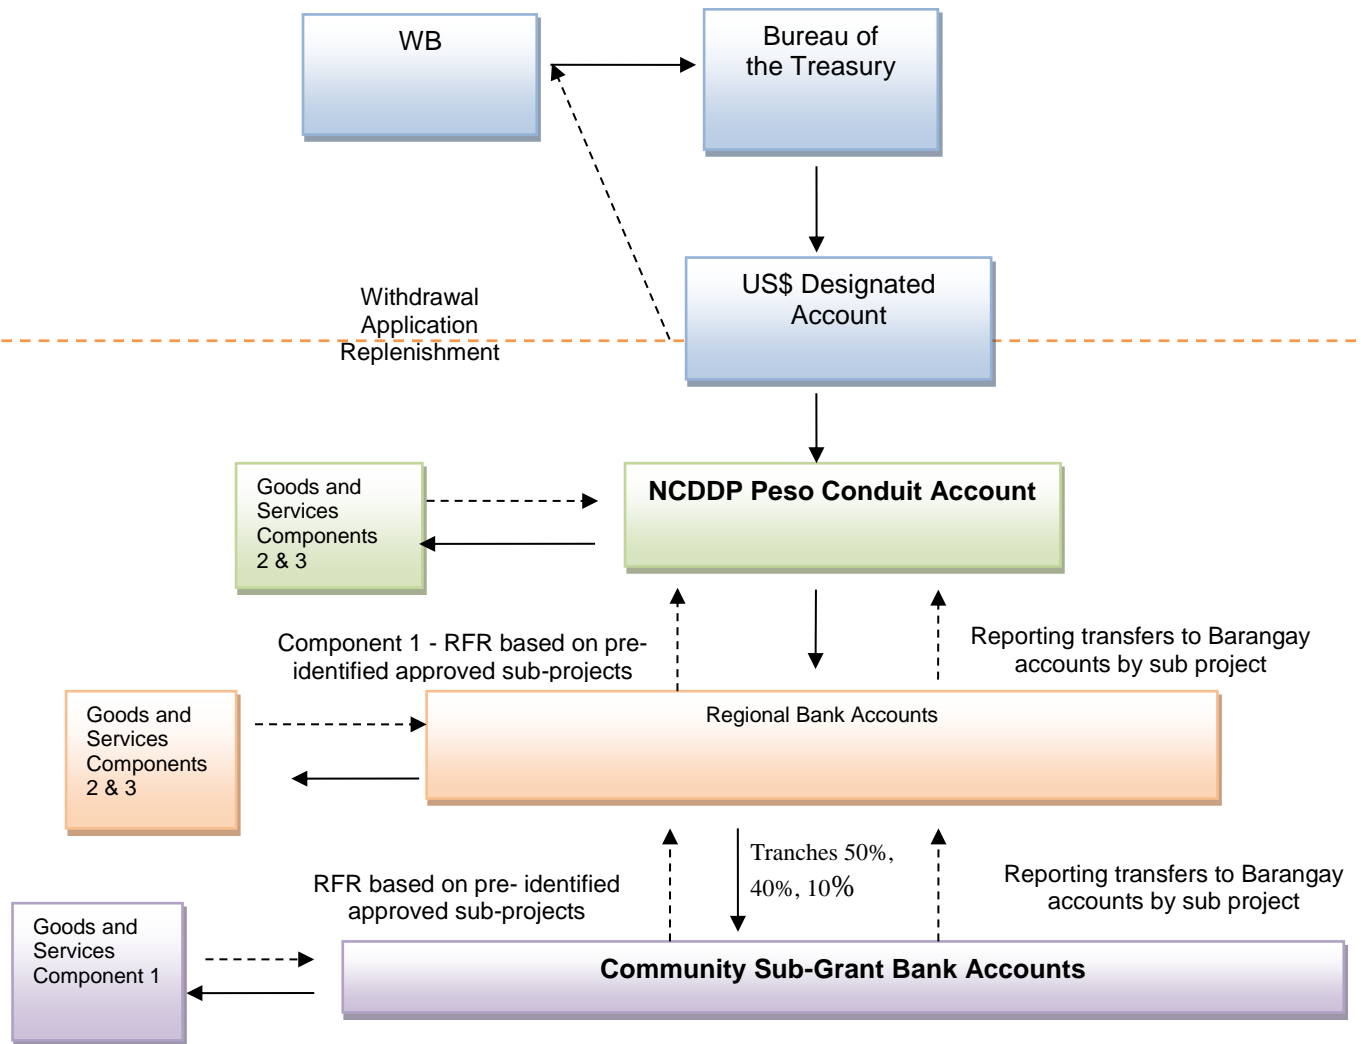 WB
Bureau of
the Treasury
US$ Designated
Account
Withdrawal
Application
Replenishment
Goods and
Services
Components
2 & 3
NCDDP Peso Conduit Account
Component 1 - RFR based on pre-
identified approved sub-projects
Reporting transfers to Barangay
accounts by sub project
Goods and
Services
Components
2 & 3
Regional Bank Accounts
Tranches 50%,
40%, 10%
RFR based on pre- identified
approved sub-projects
Reporting transfers to Barangay
accounts by sub project
Goods and
Services
Component 1
Community Sub-Grant Bank Accounts